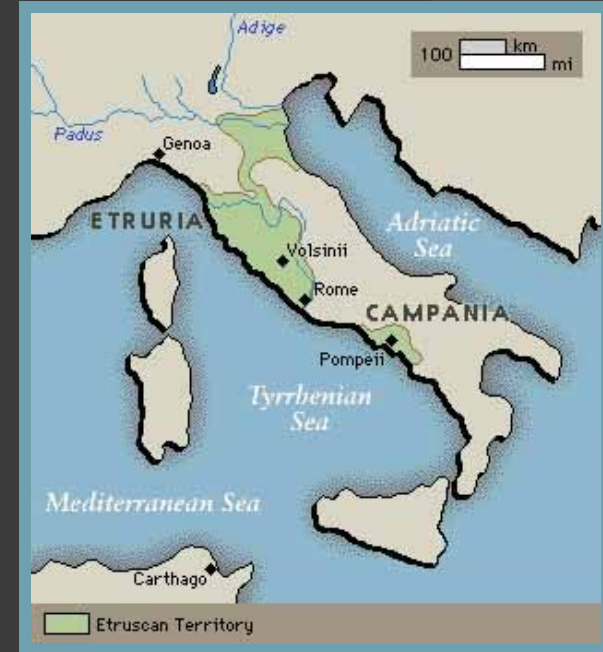 Adige
100 km
mi
Padus
Genoa
ETRURIA
Adriatic
Sea
Volsinii
Rome
CAMPANIA
Pompeii
Tyrrhenian
Sea
Mediterranean Sea
Carthago
Etruscan Territory